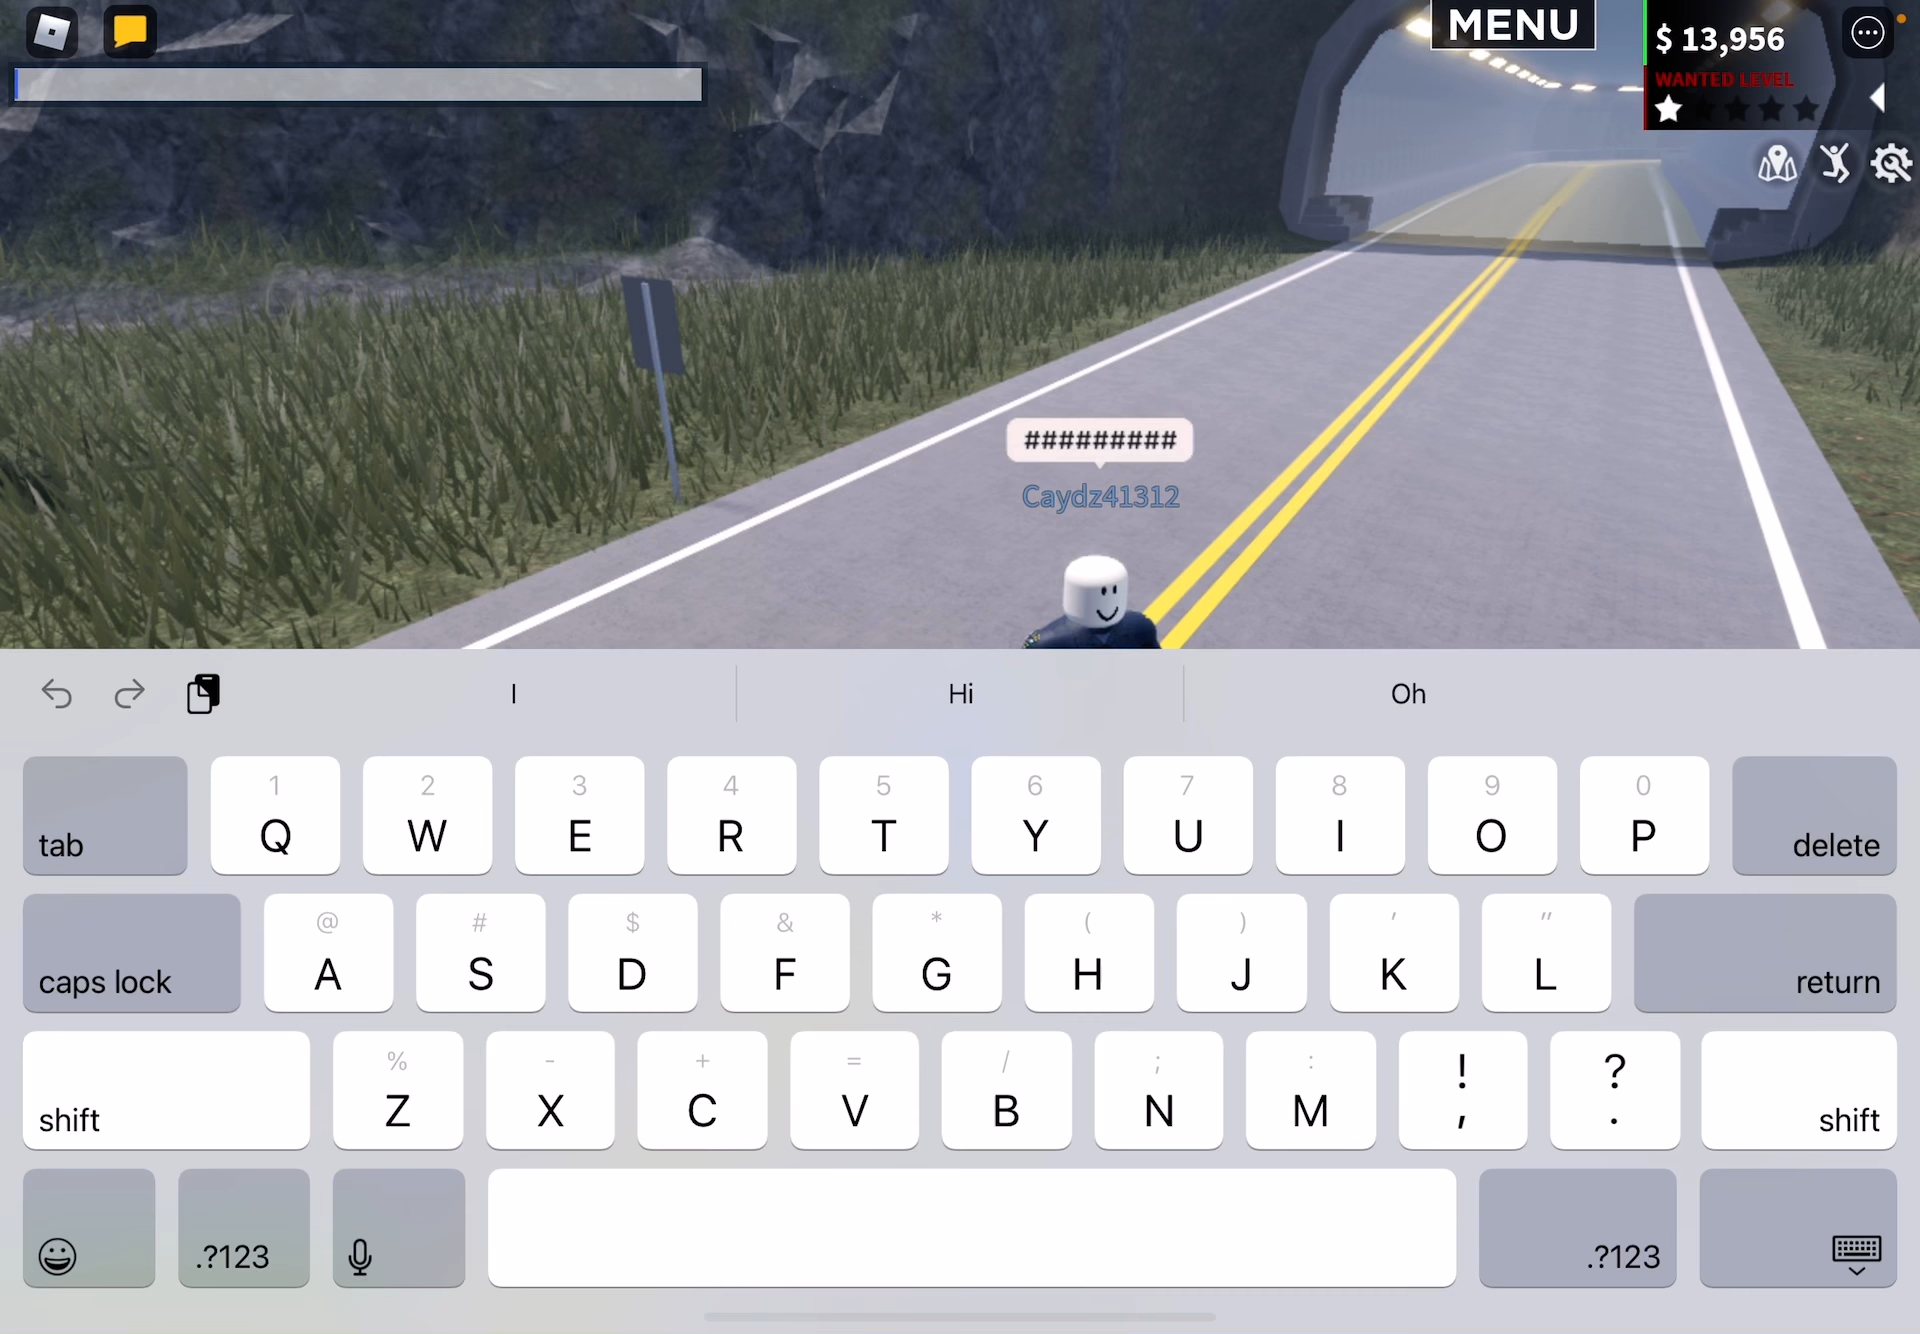 MENU
$ 13,956
WANTED LEVEL
#########
Caydz41312
I Hi Oh
tab 1 Q 2 W 3 E 4 R 5 T 6 Y 7 U 8 I 9 O 0 P delete
caps lock @ A # S $ D & F * G ( H ) J ' K " L return
shift % Z - X + C = V / B ; N : M ! , ? . shift
.?123 .?123